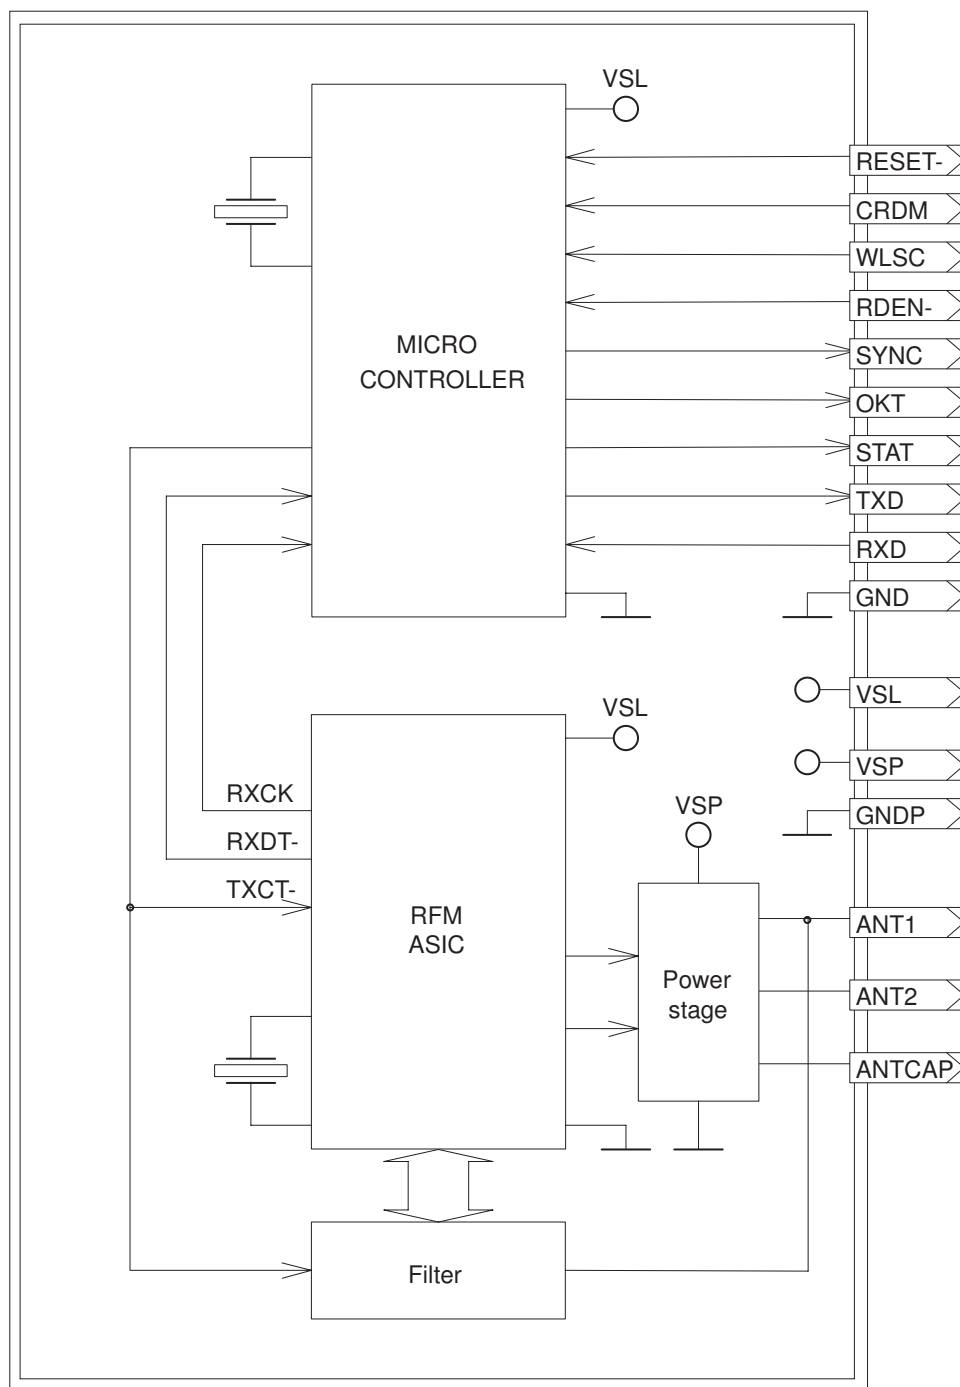 VSL
RESET-
CRDM
WLSC
RDEN-
MICRO
CONTROLLER
SYNC
OKT
STAT
TXD
RXD
GND
VSL
VSL
VSP
RXCK
VSP
GNDP
RXDT-
TXCT-
RFM
ASIC
ANT1
Power
stage
ANT2
ANTCAP
Filter